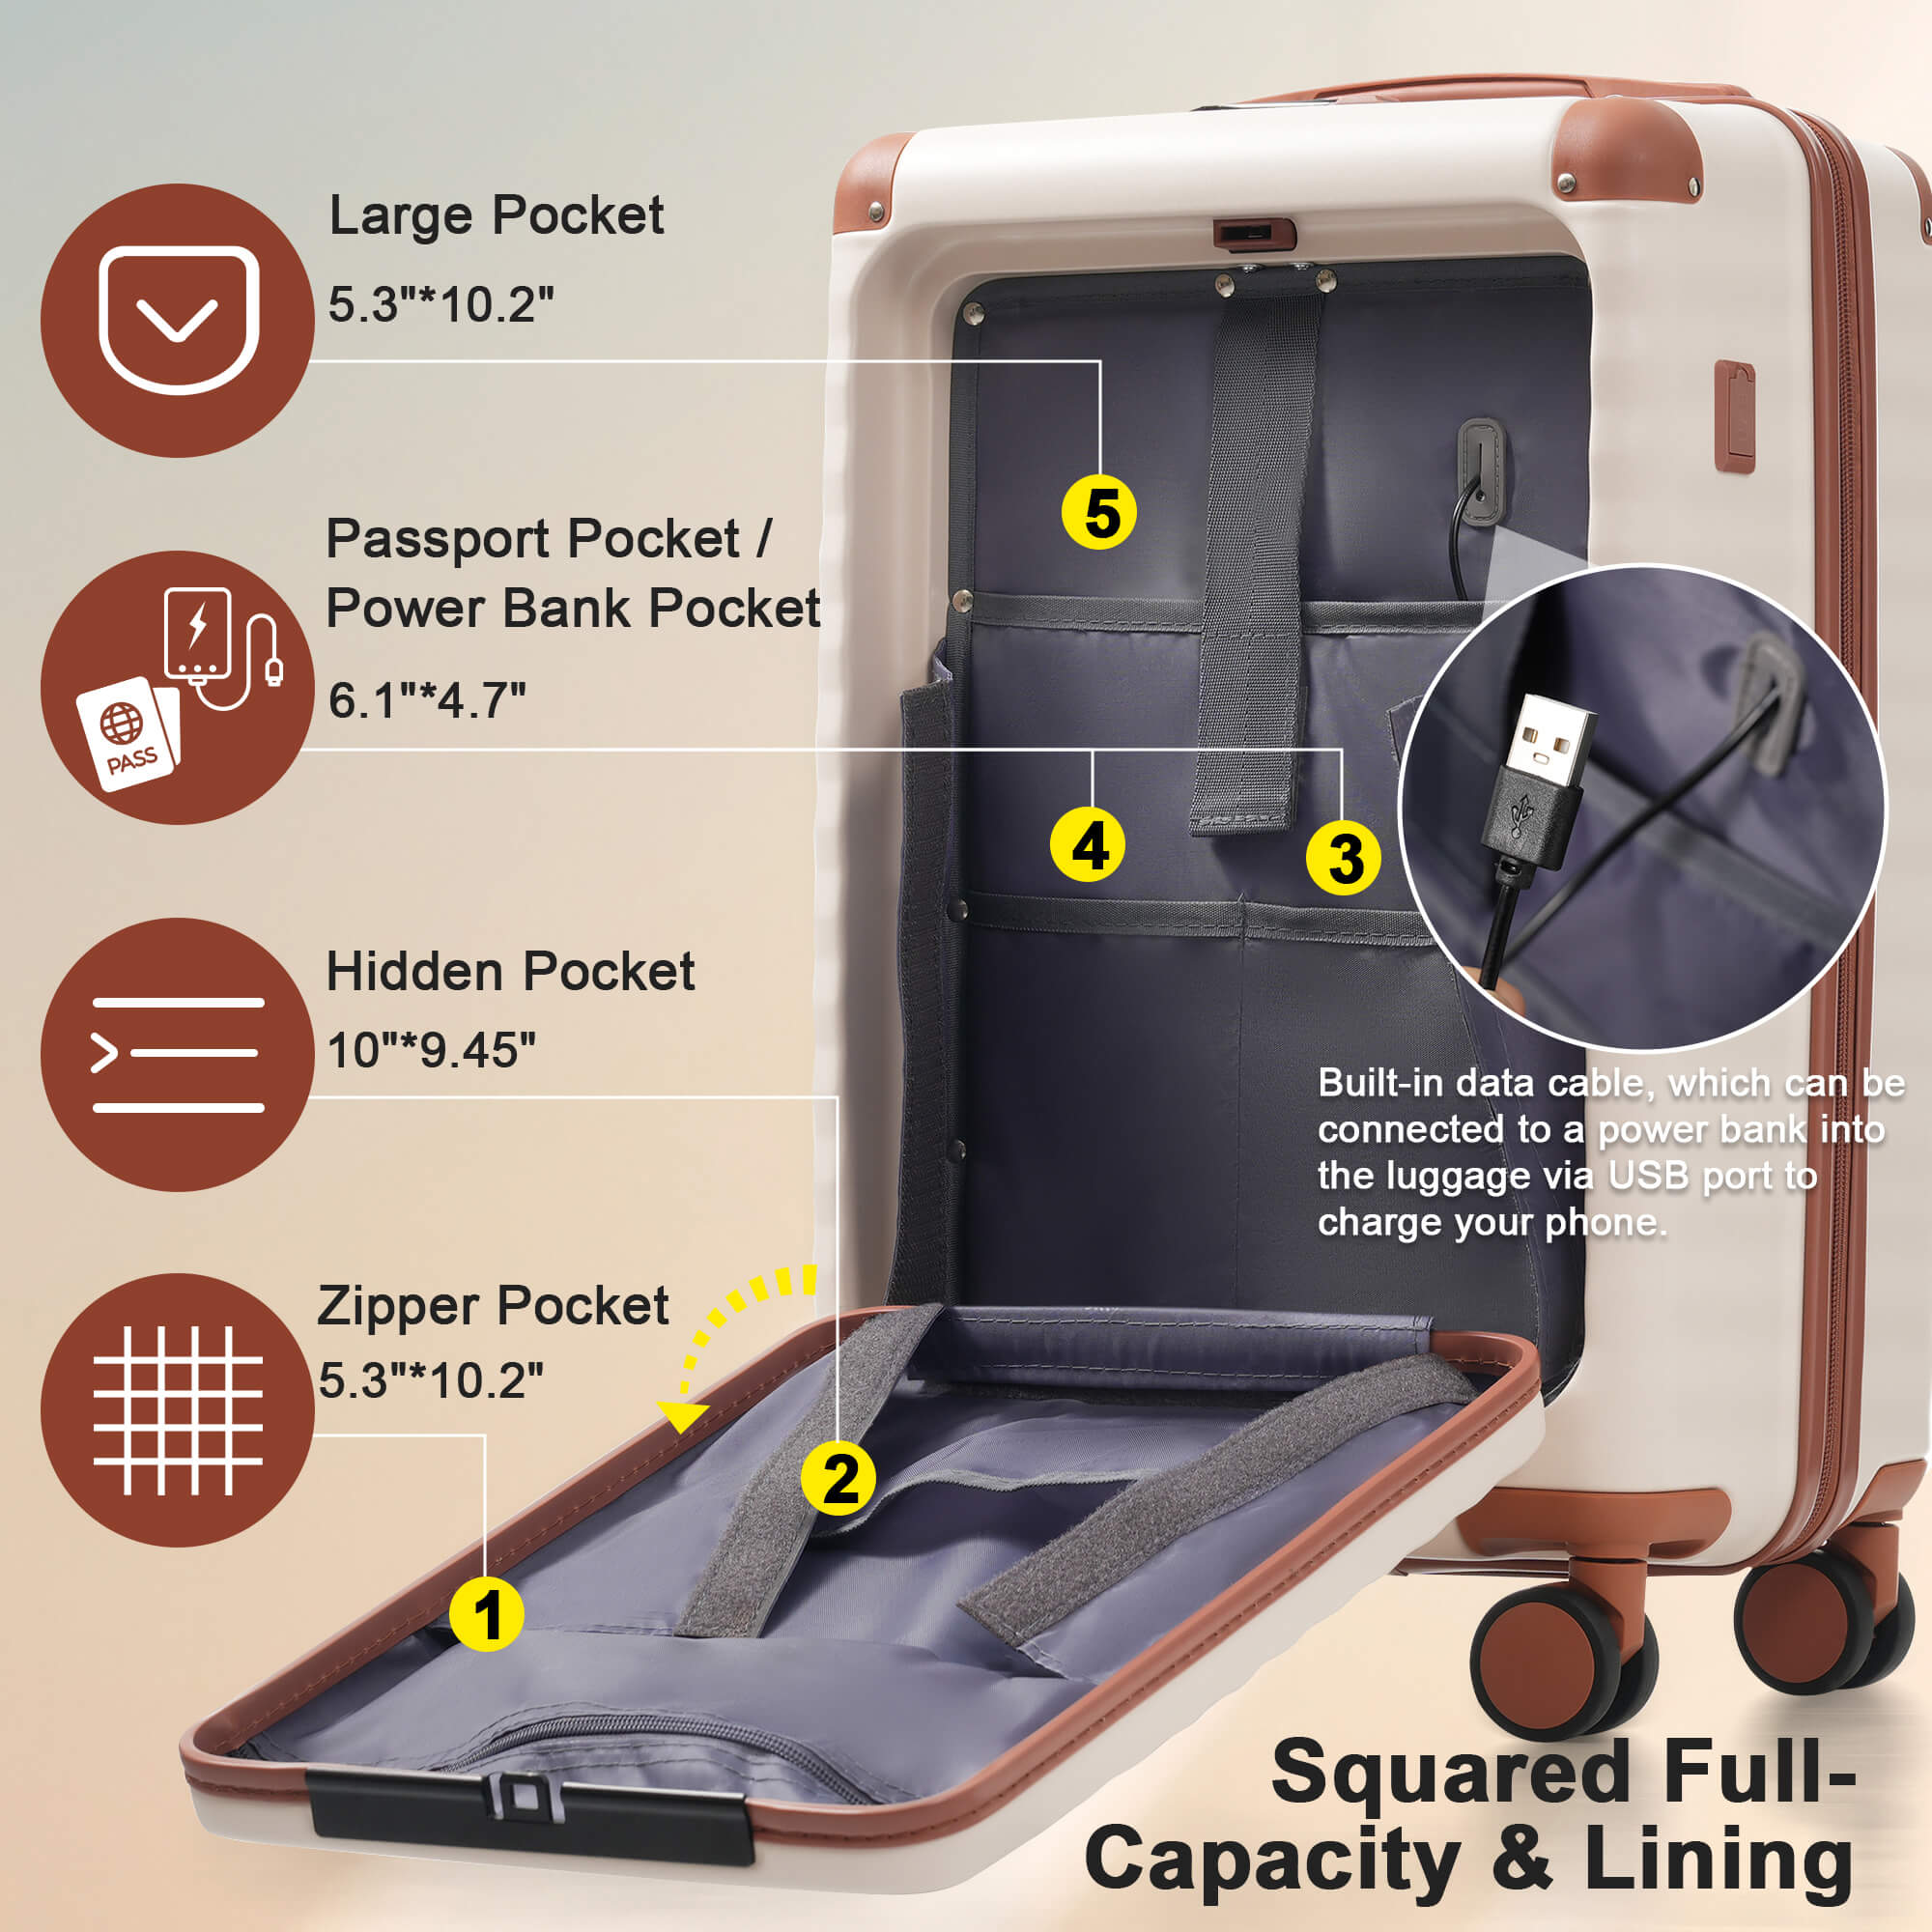 Large Pocket
5.3"*10.2"
Passport Pocket /
Power Bank Pocket
6.1"*4.7"
PASS
Hidden Pocket
10"*9.45"
Zipper Pocket
5.3"*10.2"
5
4
3
2
1
Built-in data cable, which can be
connected to a power bank into
the luggage via USB port to
charge your phone.
Squared Full-
Capacity & Lining